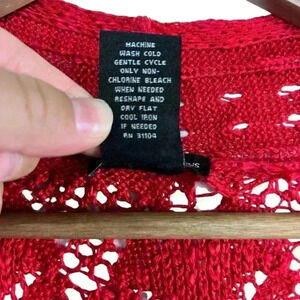 MACHINE
WASH COLD
GENTLE CYCLE
ONLY NON-
CHLORINE BLEACH
WHEN NEEDED
RESHAPE AND
DRY FLAT
COOL IRON
IF NEEDED
RN 31104